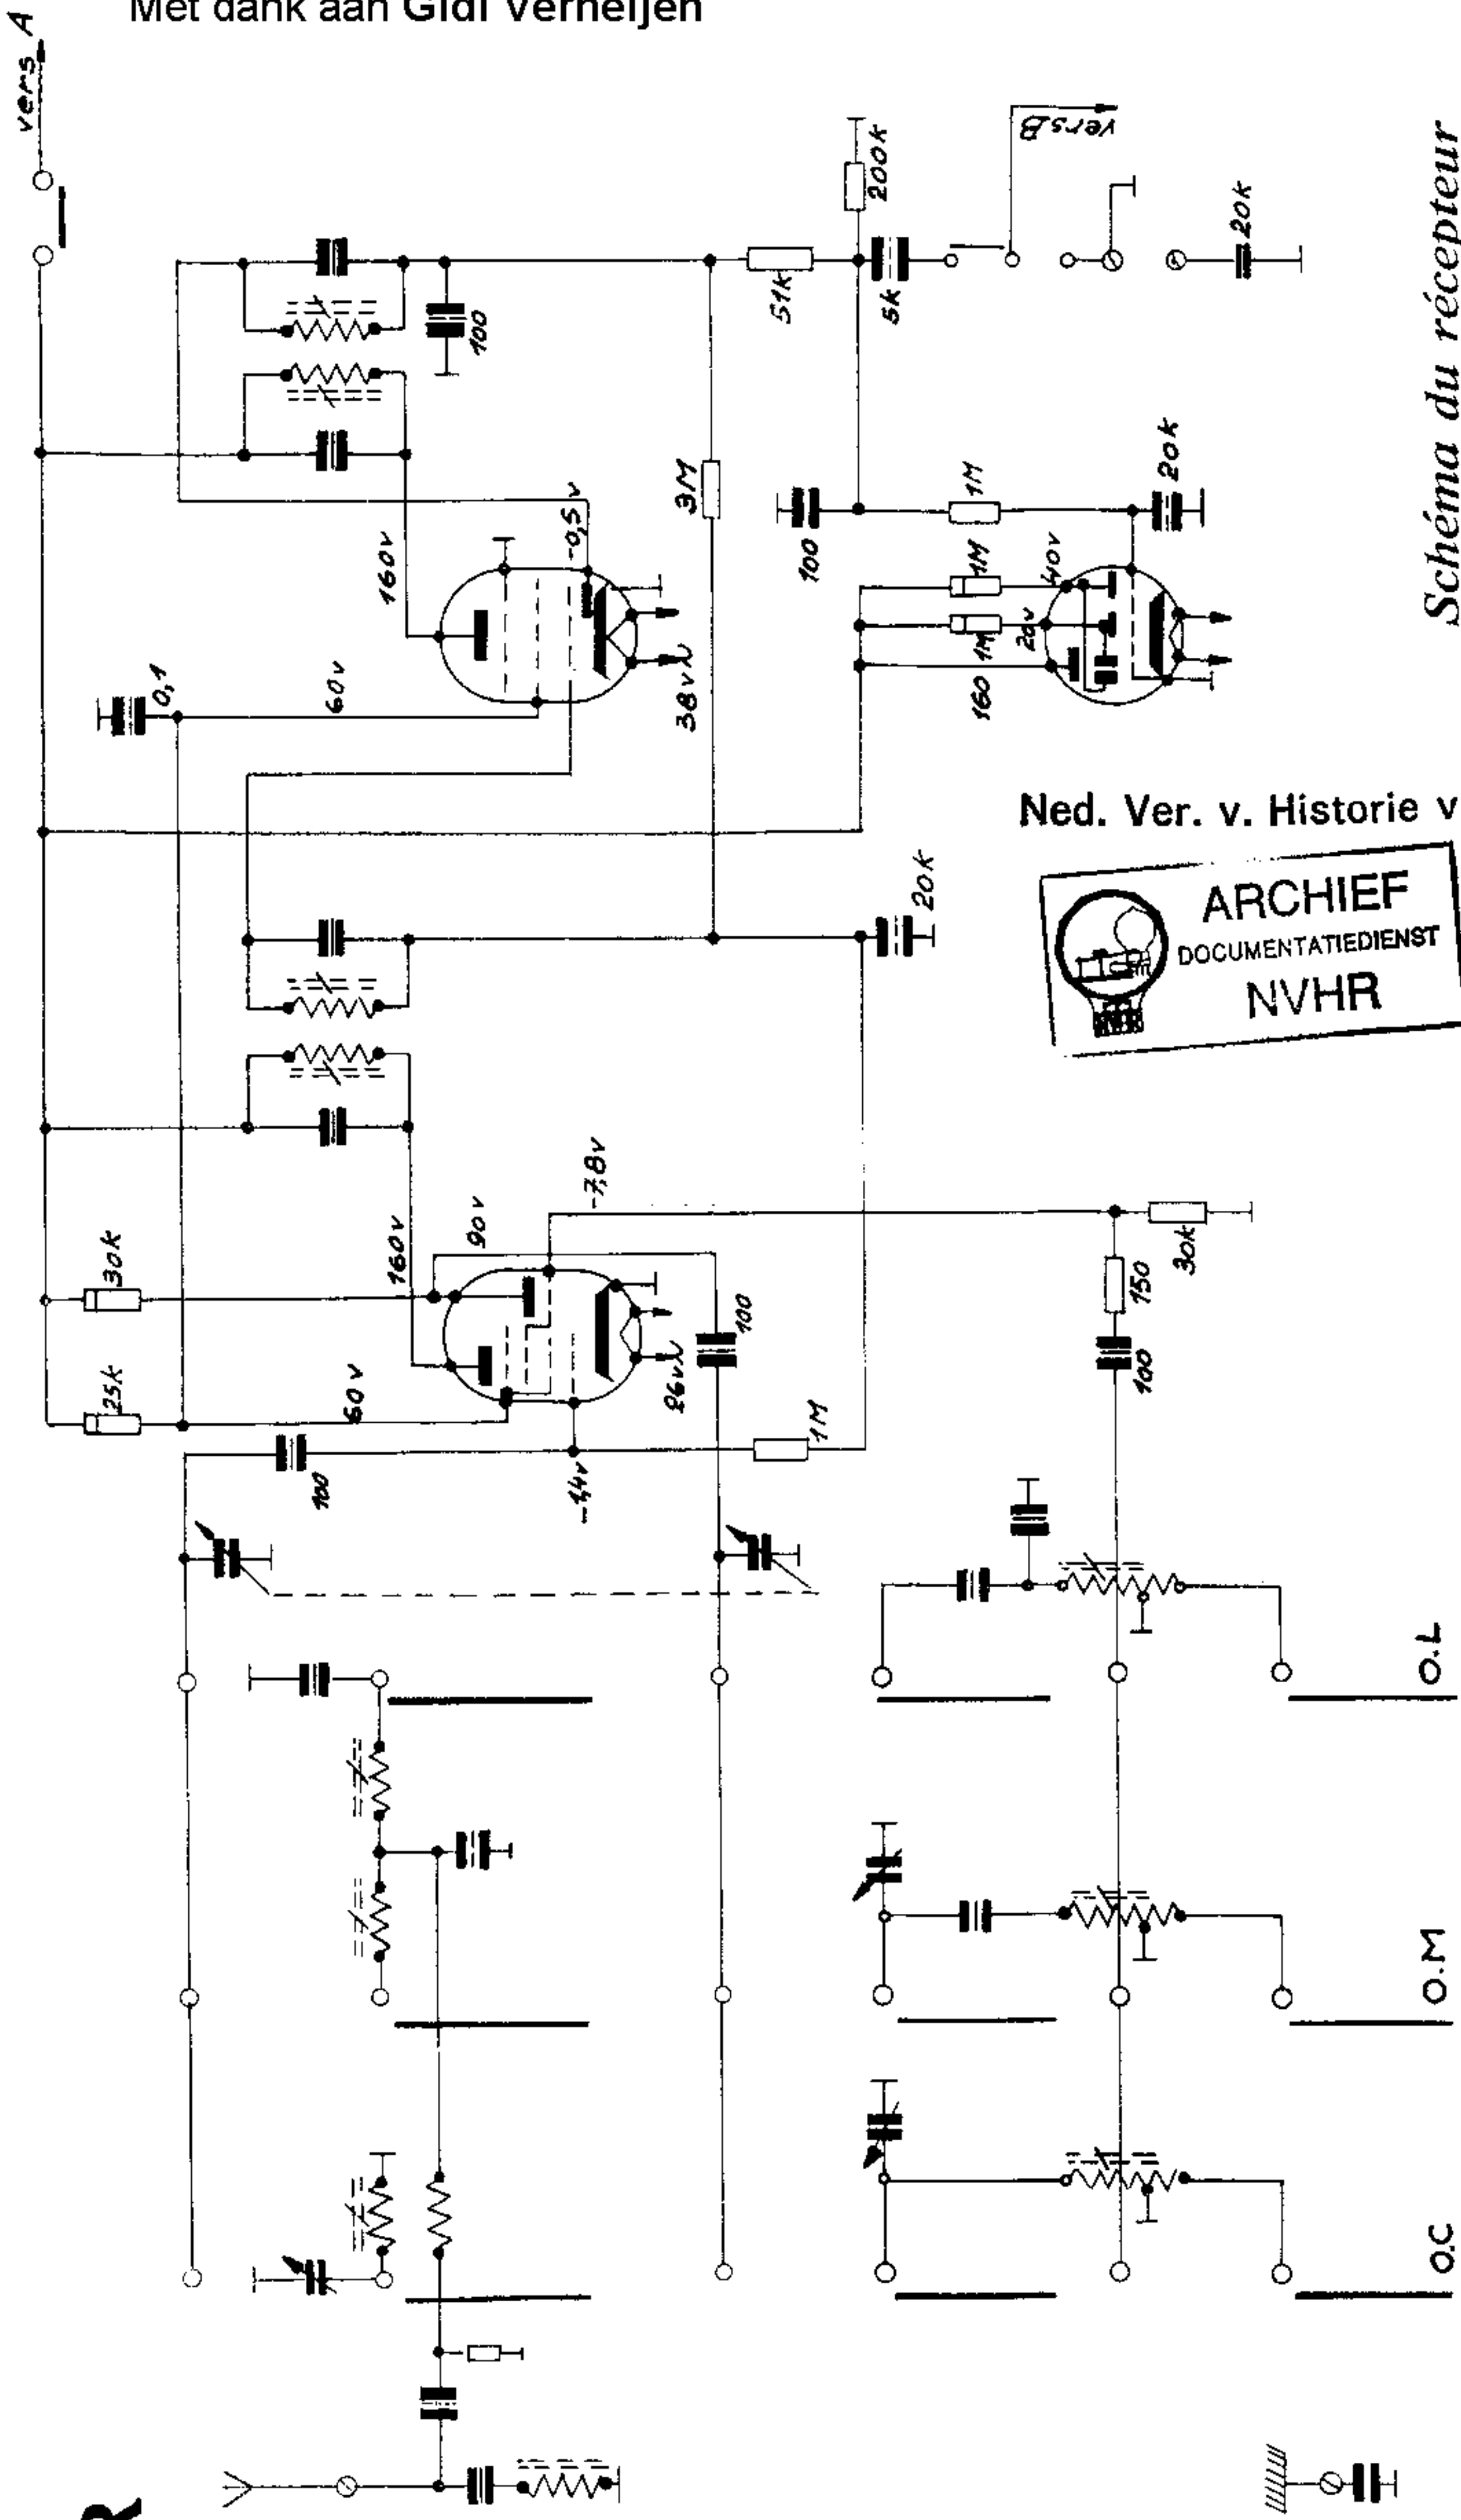 Met dank aan Gidi Verheijen
vers A
vers B
200k
51k
5k
20k
100
160v
-0,5v
3M
0,1
60v
38v
100
1M
1M
40v
20k
1M
20v
160
Schéma du récepteur
Ned. Ver. v. Historie v
ARCHIEF
DOCUMENTATIEDIENST
NVHR
20k
-7,8v
30k
160v
90v
25k
60v
26v
100
1M
100
-1,4v
30k
150
100
O.L
O.M
O.C
R